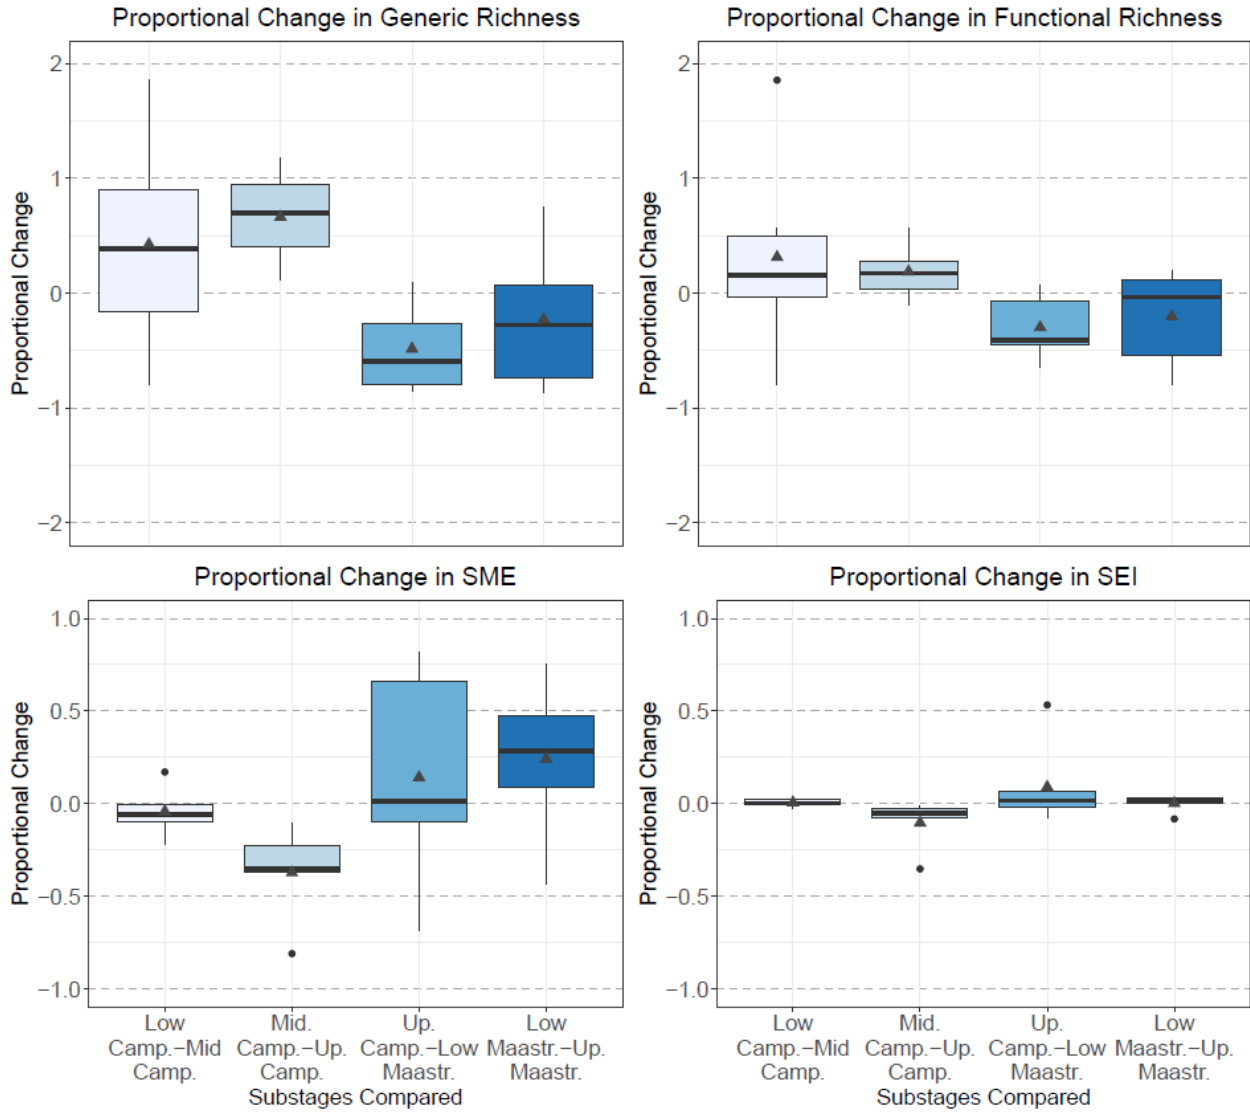 Proportional Change in Generic Richness
Proportional Change
2
1
0
−1
−2
Proportional Change in Functional Richness
Proportional Change
2
1
0
−1
−2
Proportional Change in SME
Proportional Change
1.0
0.5
0.0
−0.5
−1.0
Low Camp.−Mid Camp.
Mid. Camp.−Up. Camp.
Up. Camp.−Low Maastr.
Low Maastr.−Up. Maastr.
Substages Compared
Proportional Change in SEI
Proportional Change
1.0
0.5
0.0
−0.5
−1.0
Low Camp.−Mid Camp.
Mid. Camp.−Up. Camp.
Up. Camp.−Low Maastr.
Low Maastr.−Up. Maastr.
Substages Compared